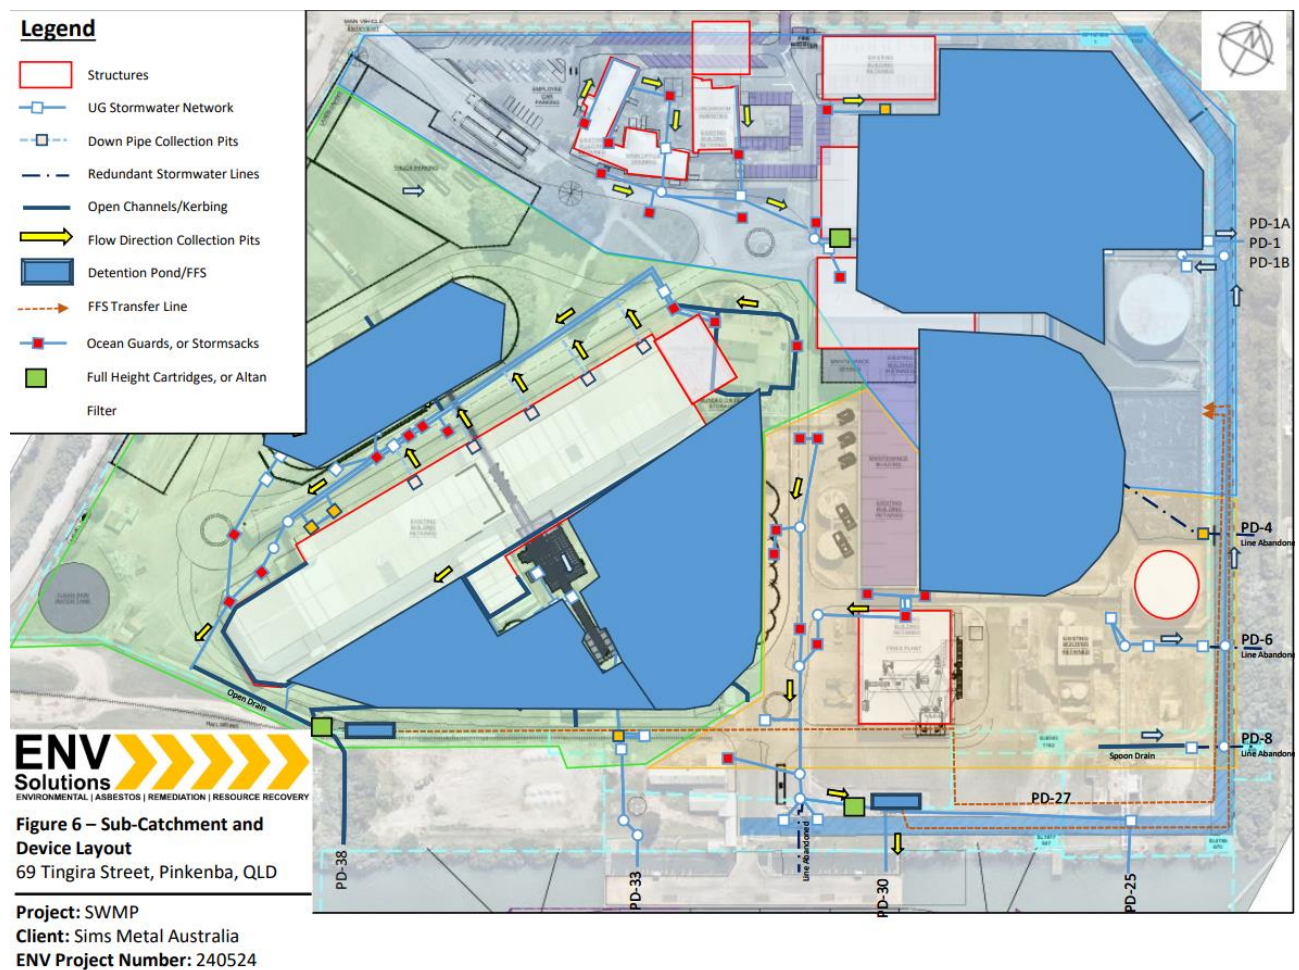 Legend
Structures
UG Stormwater Network
Down Pipe Collection Pits
Redundant Stormwater Lines
Open Channels/Kerbing
Flow Direction Collection Pits
Detention Pond/FFS
FFS Transfer Line
Ocean Guards, or Stormsacks
Full Height Cartridges, or Altan
Filter
PD-1A
PD-1
PD-1B
PD-4
Line Abandone
PD-6
Line Abandone
PD-8
Line Abandone
Spoon Drain
PD-27
Open Drain
Line Abandoned
PD-38
PD-33
PD-30
PD-25
ENV
Solutions
ENVIRONMENTAL | ASBESTOS | REMEDIATION | RESOURCE RECOVERY
Figure 6 – Sub-Catchment and
Device Layout
69 Tingira Street, Pinkenba, QLD
Project: SWMP
Client: Sims Metal Australia
ENV Project Number: 240524